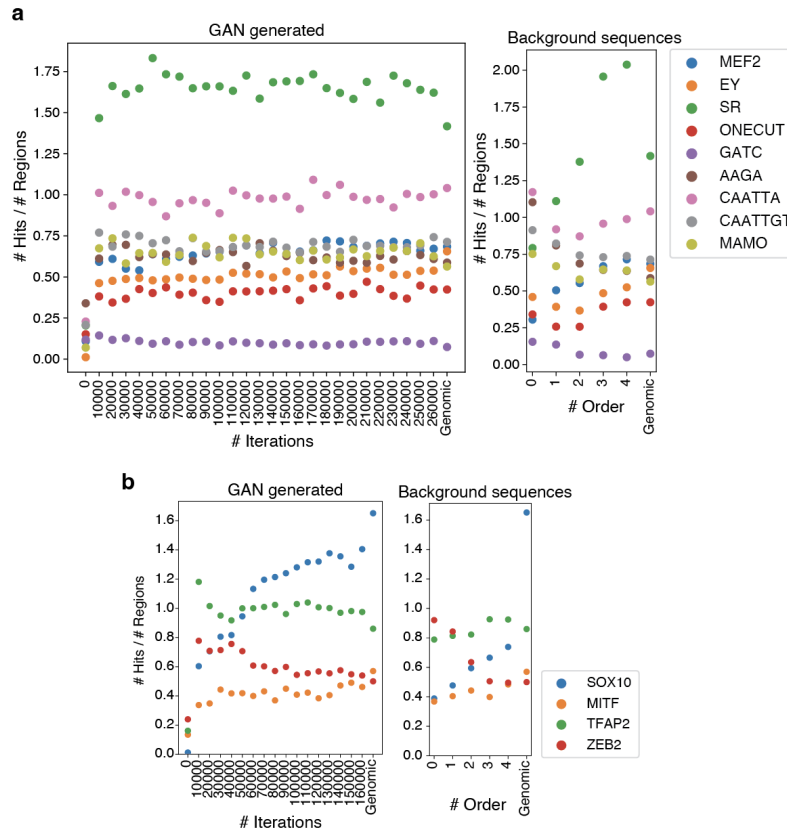 a
GAN generated
Background sequences
# Hits / # Regions
1.75
1.50
1.25
1.00
0.75
0.50
0.25
0.00
0
10000
20000
30000
40000
50000
60000
70000
80000
90000
100000
110000
120000
130000
140000
150000
160000
170000
180000
190000
200000
210000
220000
230000
240000
250000
260000
Genomic
# Iterations
# Hits / # Regions
2.00
1.75
1.50
1.25
1.00
0.75
0.50
0.25
0.00
0
1
2
3
4
Genomic
# Order
MEF2
EY
SR
ONECUT
GATC
AAGA
CAATTA
CAATTGT
MAMO
b
GAN generated
Background sequences
# Hits / # Regions
1.6
1.4
1.2
1.0
0.8
0.6
0.4
0.2
0.0
0
10000
20000
30000
40000
50000
60000
70000
80000
90000
100000
110000
120000
130000
140000
150000
160000
Genomic
# Iterations
1.6
1.4
1.2
1.0
0.8
0.6
0.4
0.2
0.0
0
1
2
3
4
Genomic
# Order
SOX10
MITF
TFAP2
ZEB2